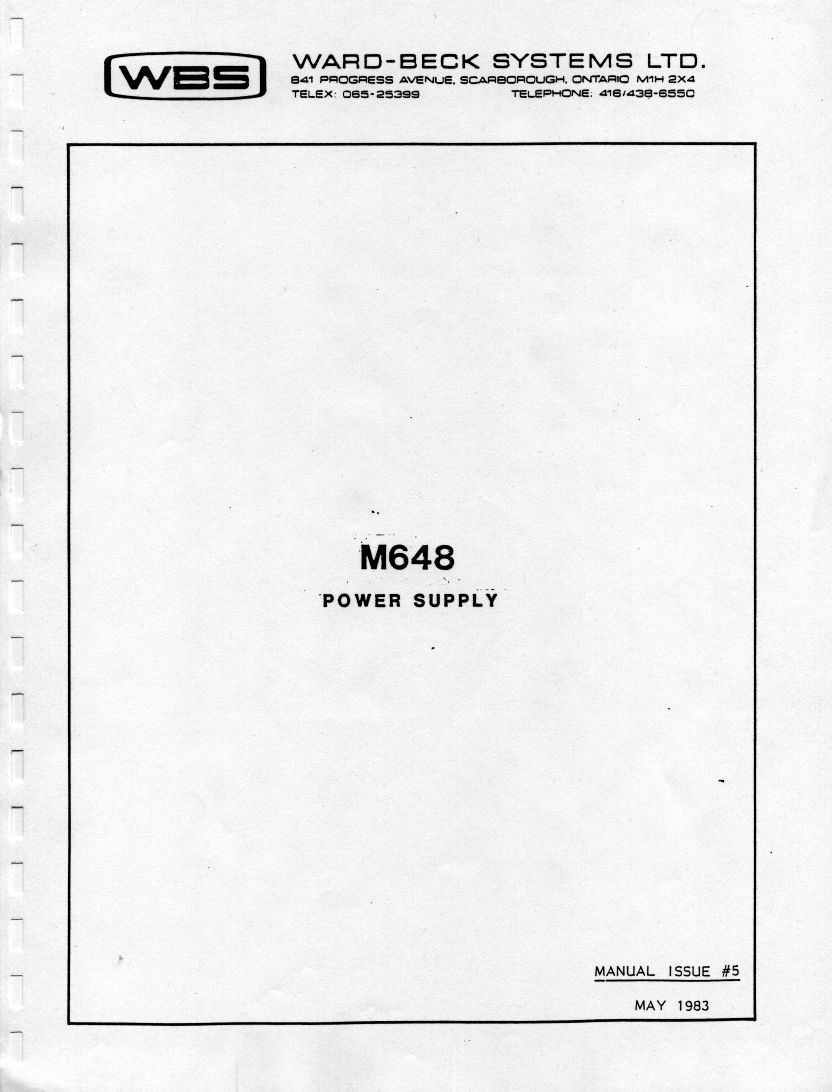 WBS
WARD-BECK SYSTEMS LTD.
841 PROGRESS AVENUE, SCARBOROUGH, ONTARIO M1H 2X4
TELEX: 065-25399 TELEPHONE: 416/438-6550
M648
POWER SUPPLY
MANUAL ISSUE #5
MAY 1983